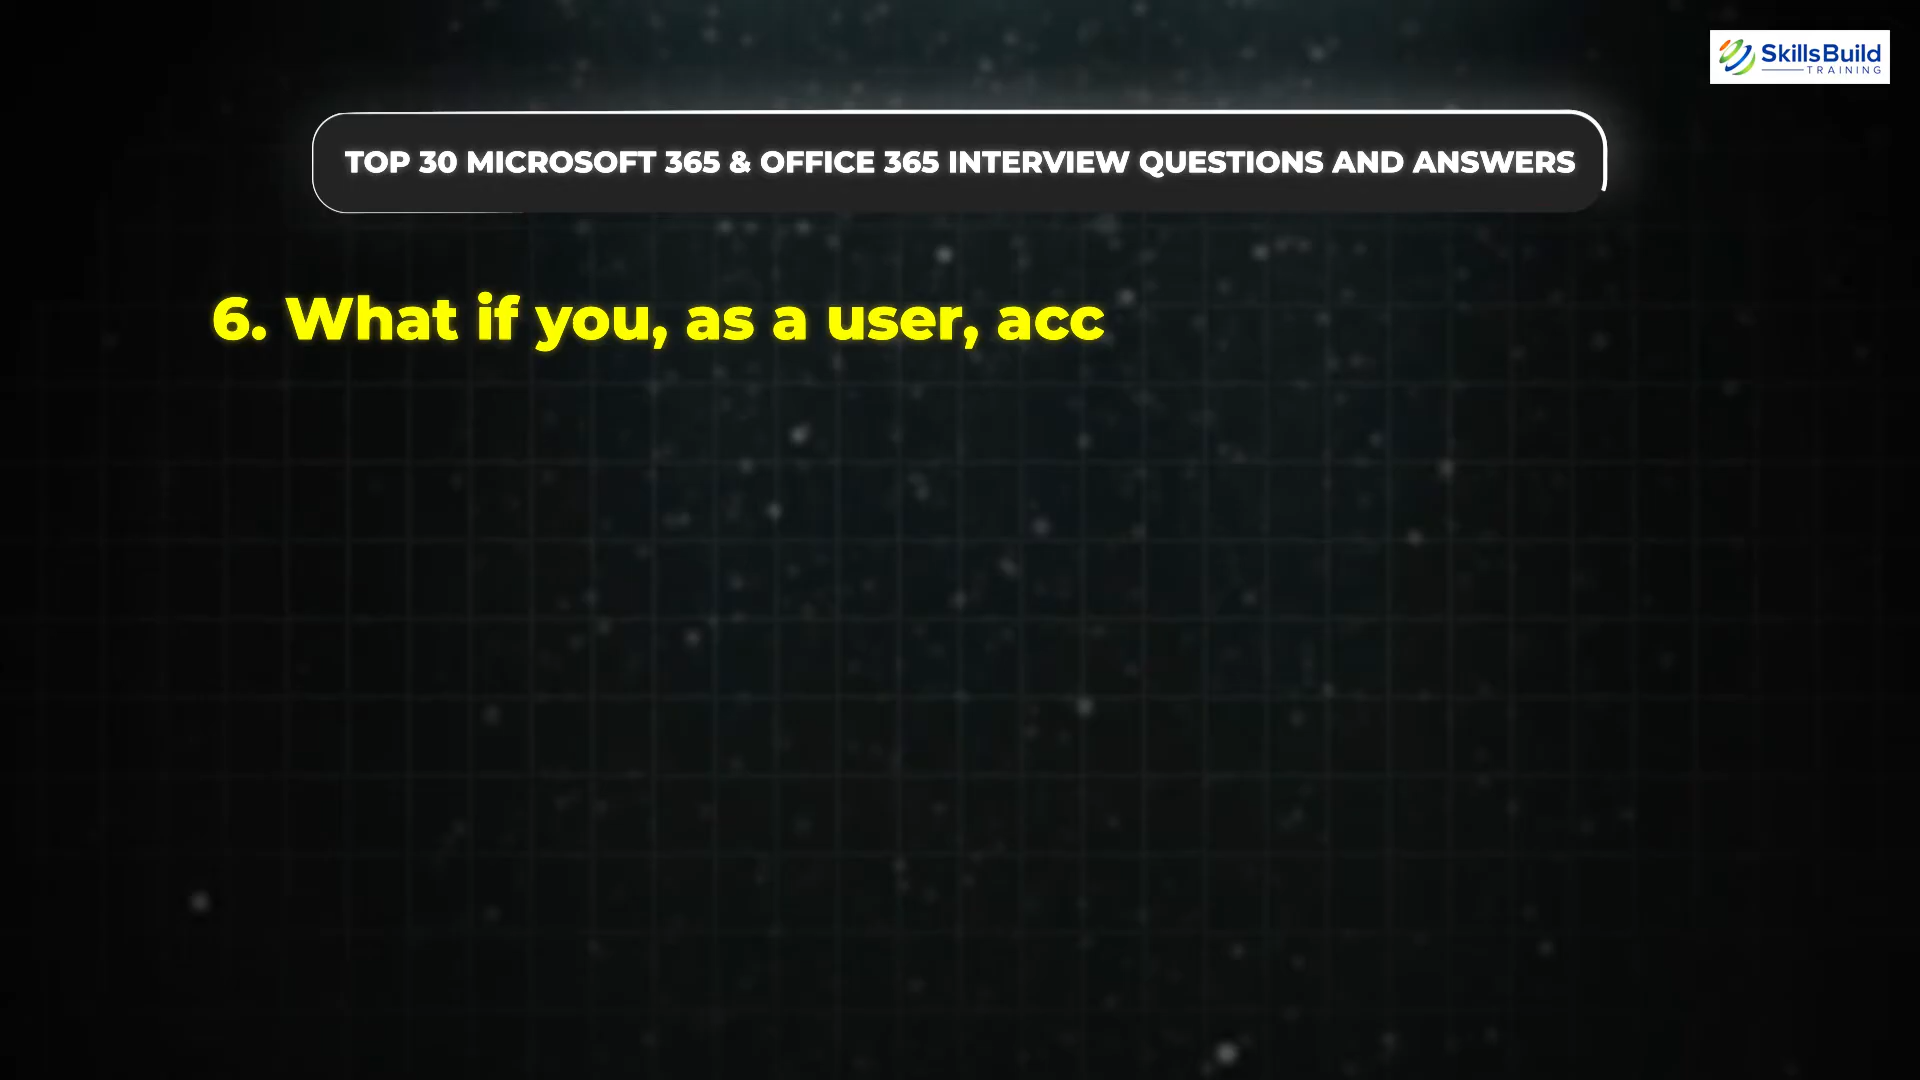 SkillsBuild
TRAINING
TOP 30 MICROSOFT 365 & OFFICE 365 INTERVIEW QUESTIONS AND ANSWERS
6. What if you, as a user, acc